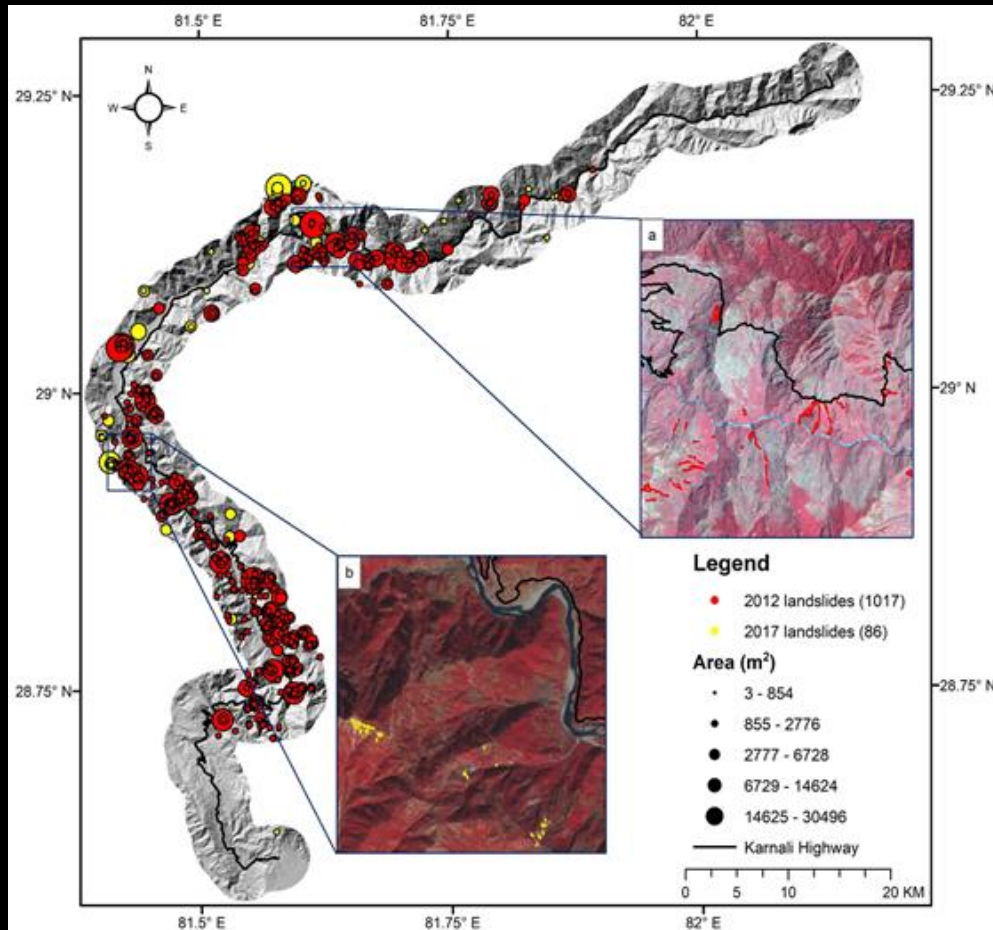 81.5° E 81.75° E 82° E
29.25° N 29.25° N
N
W E
S
a
29° N 29° N
b
Legend
2012 landslides (1017)
2017 landslides (86)
Area (m²)
3 - 854
855 - 2776
2777 - 6728
6729 - 14624
14625 - 30496
Karnali Highway
28.75° N 28.75° N
0 5 10 20 KM
81.5° E 81.75° E 82° E